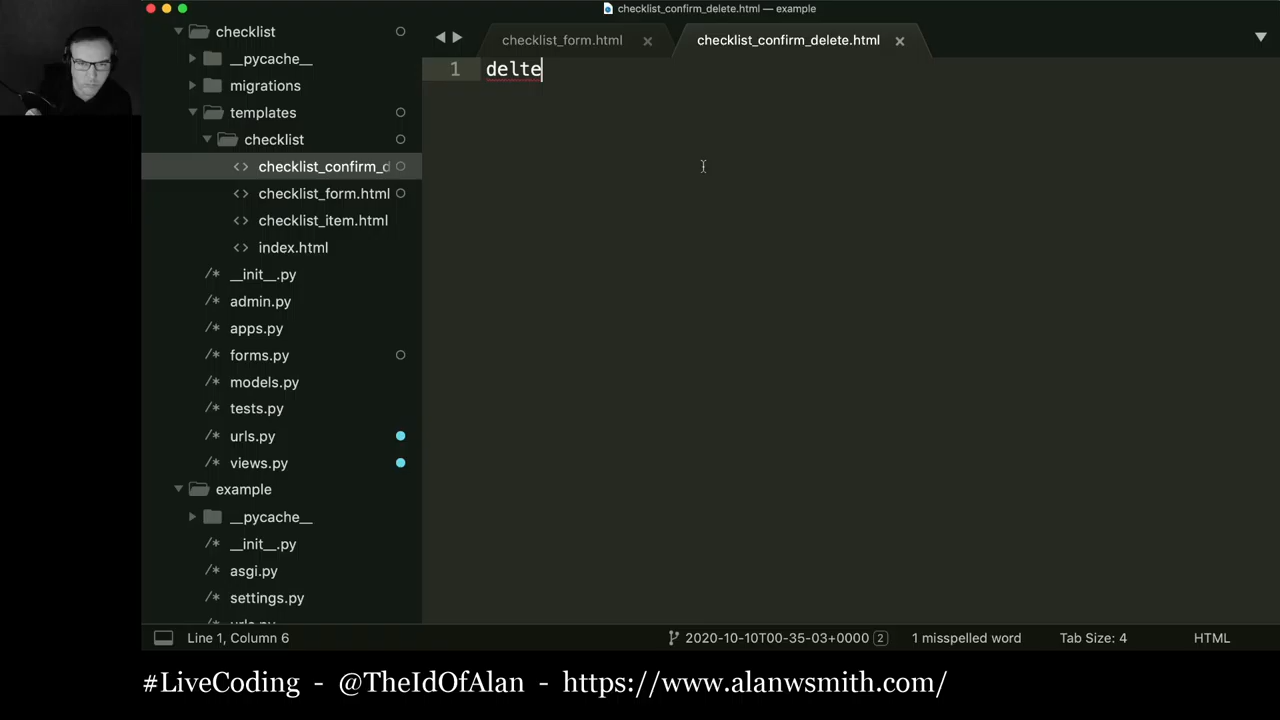 checklist_confirm_delete.html — example
checklist
__pycache__
migrations
templates
checklist
checklist_confirm_d
checklist_form.html
checklist_item.html
index.html
/* __init__.py
/* admin.py
/* apps.py
/* forms.py
/* models.py
/* tests.py
/* urls.py
/* views.py
example
__pycache__
/* __init__.py
/* asgi.py
/* settings.py
checklist_form.html
checklist_confirm_delete.html
1 delte
Line 1, Column 6
2020-10-10T00-35-03+0000 2
1 misspelled word
Tab Size: 4
HTML
#LiveCoding - @TheIdOfAlan - https://www.alanwsmith.com/